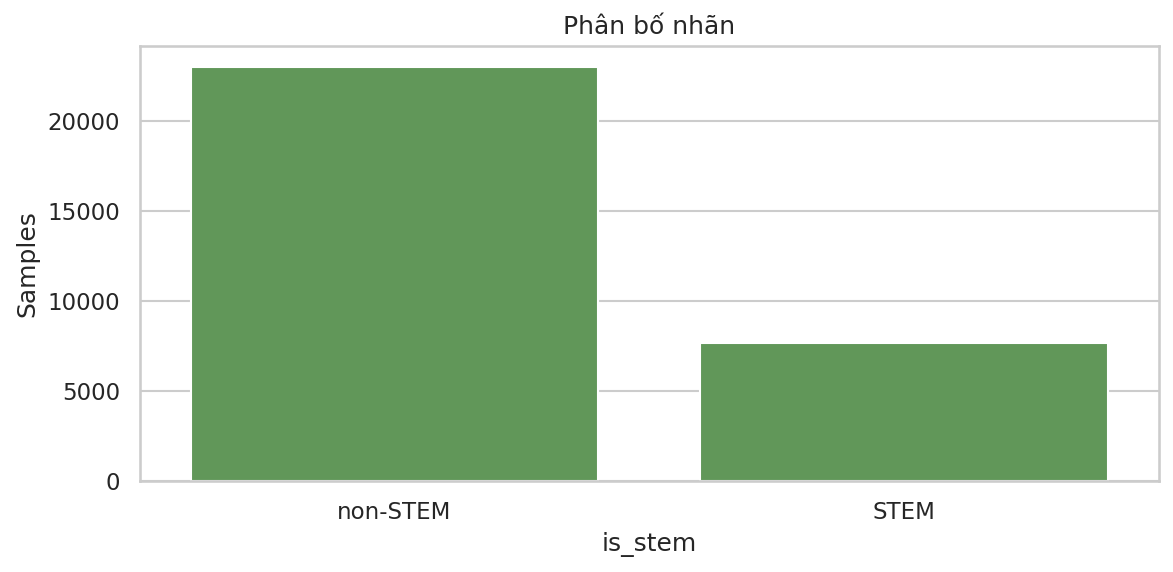 Phân bố nhãn
Samples
20000
15000
10000
5000
0
non-STEM
STEM
is_stem